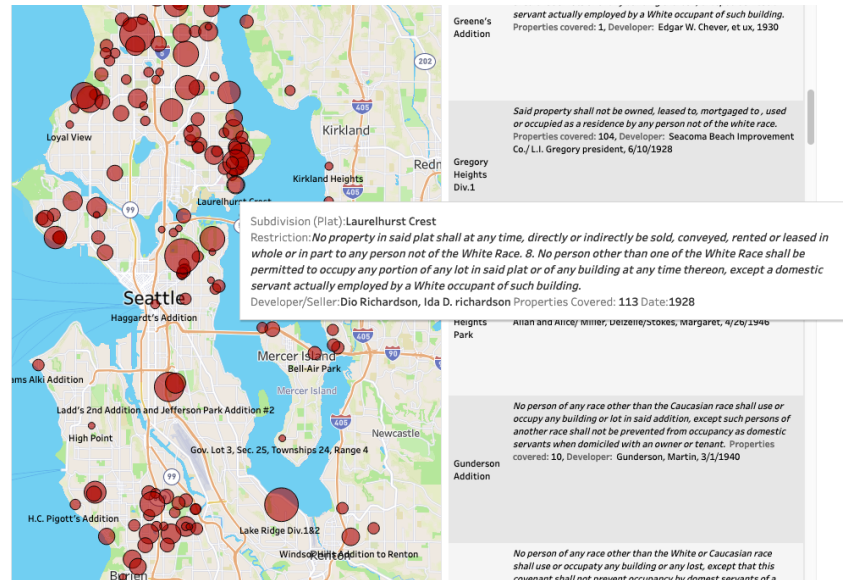 servant actually employed by a White occupant of such building.
Greene's
Addition
Properties covered: 1, Developer: Edgar W. Chever, et ux, 1930
Said property shall not be owned, leased to, mortgaged to , used
or occupied as a residence by any person not of the white race.
Properties covered: 104, Developer: Seacoma Beach Improvement
Co./ L.I. Gregory president, 6/10/1928
Gregory
Heights
Div.1
5
202
405
Loyal View
Kirkland
Redm
Kirkland Heights
405
Laurelhurst Crest
99
Subdivision (Plat):Laurelhurst Crest
Restriction:No property in said plat shall at any time, directly or indirectly be sold, conveyed, rented or leased in
whole or in part to any person not of the White Race. 8. No person other than one of the White Race shall be
permitted to occupy any portion of any lot in said plat or of any building at any time thereon, except a domestic
servant actually employed by a White occupant of such building.
Developer/Seller:Dio Richardson, Ida D. richardson Properties Covered: 113 Date:1928
Seattle
Haggardt's Addition
Heights
Park
Allan and Alice/ Miller, Delzelle/Stokes, Margaret, 4/26/1946
405
90
Mercer Island
Bell-Air Park
ams Alki Addition
Mercer Island
Ladd's 2nd Addition and Jefferson Park Addition #2
405
High Point
Newcastle
Gov. Lot 3, Sec. 25, Townships 24, Range 4
No person of any race other than the Caucasian race shall use or
occupy any building or lot in said addition, except such persons of
another race shall not be prevented from occupancy as domestic
servants when domiciled with an owner or tenant. Properties
covered: 10, Developer: Gunderson, Martin, 3/1/1940
Gunderson
Addition
99
H.C. Pigott's Addition
Lake Ridge Div.1&2
Windsor Hills Addition to Renton
Renton
Burien
No person of any race other than the White or Caucasian race
shall use or occupaty any building or any lost, except that this
covenant shall not prevent occupancy by domest servants of a